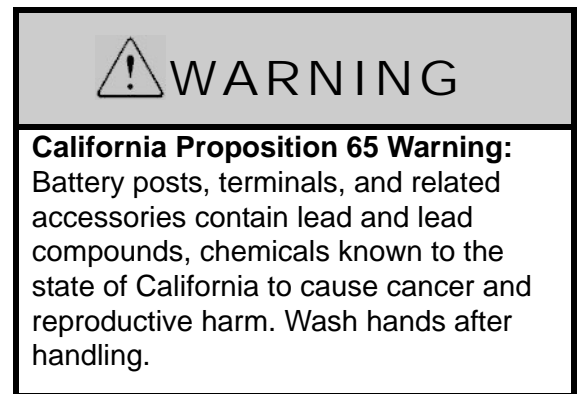 WARNING
California Proposition 65 Warning:
Battery posts, terminals, and related
accessories contain lead and lead
compounds, chemicals known to the
state of California to cause cancer and
reproductive harm. Wash hands after
handling.